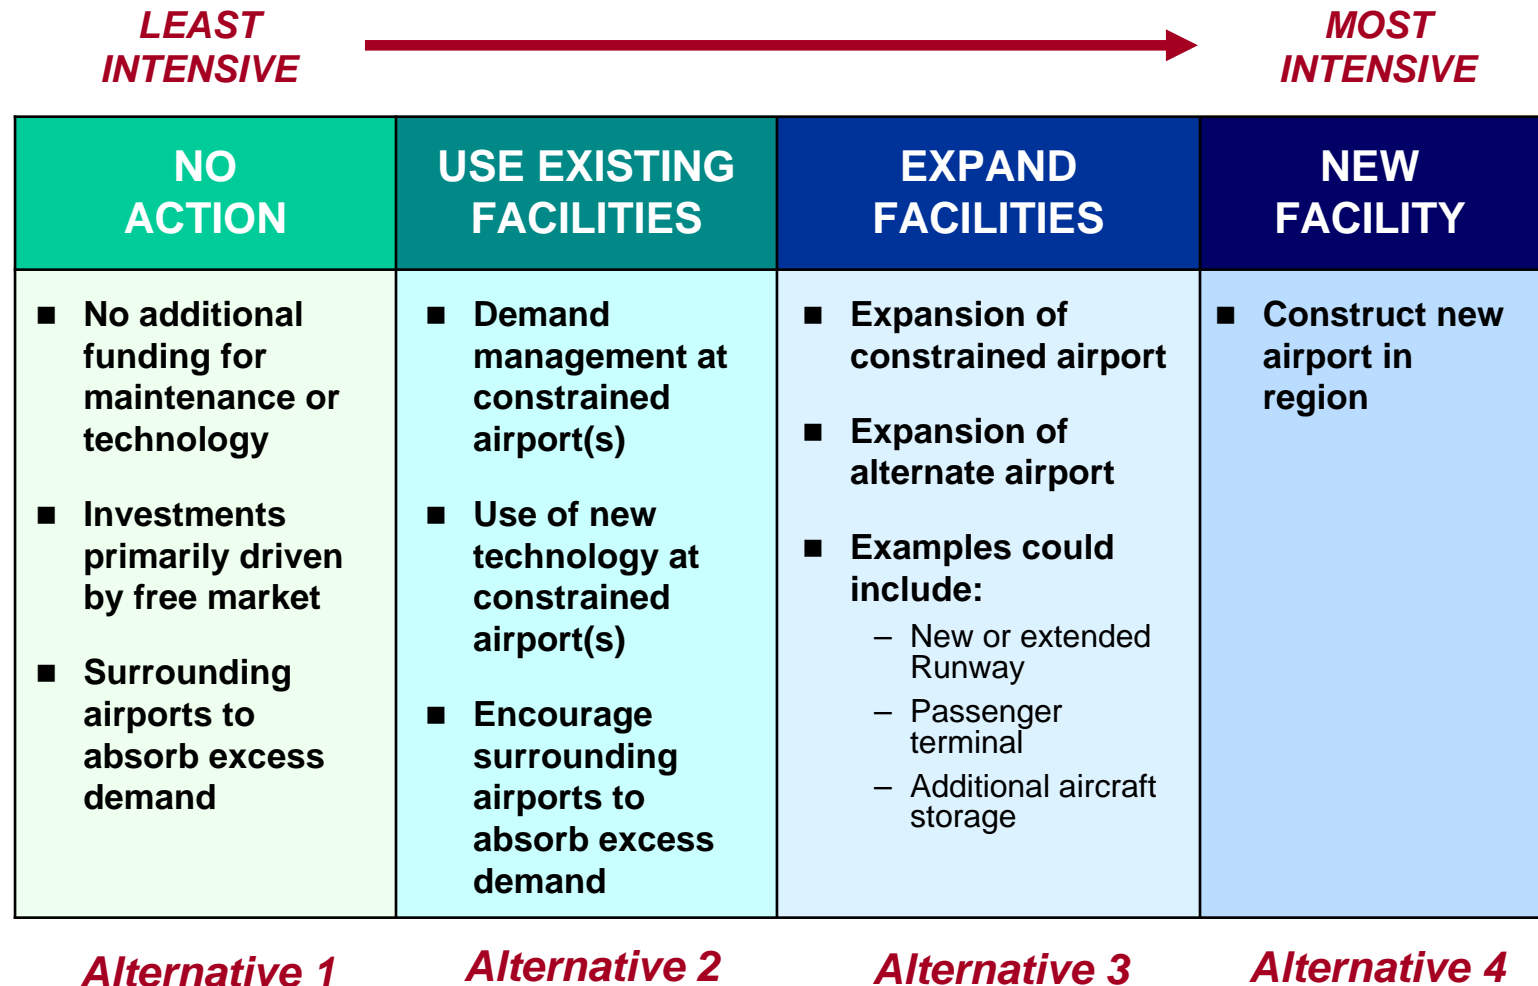 LEAST
INTENSIVE
MOST
INTENSIVE
NO
ACTION
USE EXISTING
FACILITIES
EXPAND
FACILITIES
NEW
FACILITY
■ No additional
funding for
maintenance or
technology
■ Investments
primarily driven
by free market
■ Surrounding
airports to
absorb excess
demand
■ Demand
management at
constrained
airport(s)
■ Use of new
technology at
constrained
airport(s)
■ Encourage
surrounding
airports to
absorb excess
demand
■ Expansion of
constrained airport
■ Expansion of
alternate airport
■ Examples could
include:
– New or extended
Runway
– Passenger
terminal
– Additional aircraft
storage
■ Construct new
airport in
region
Alternative 1
Alternative 2
Alternative 3
Alternative 4